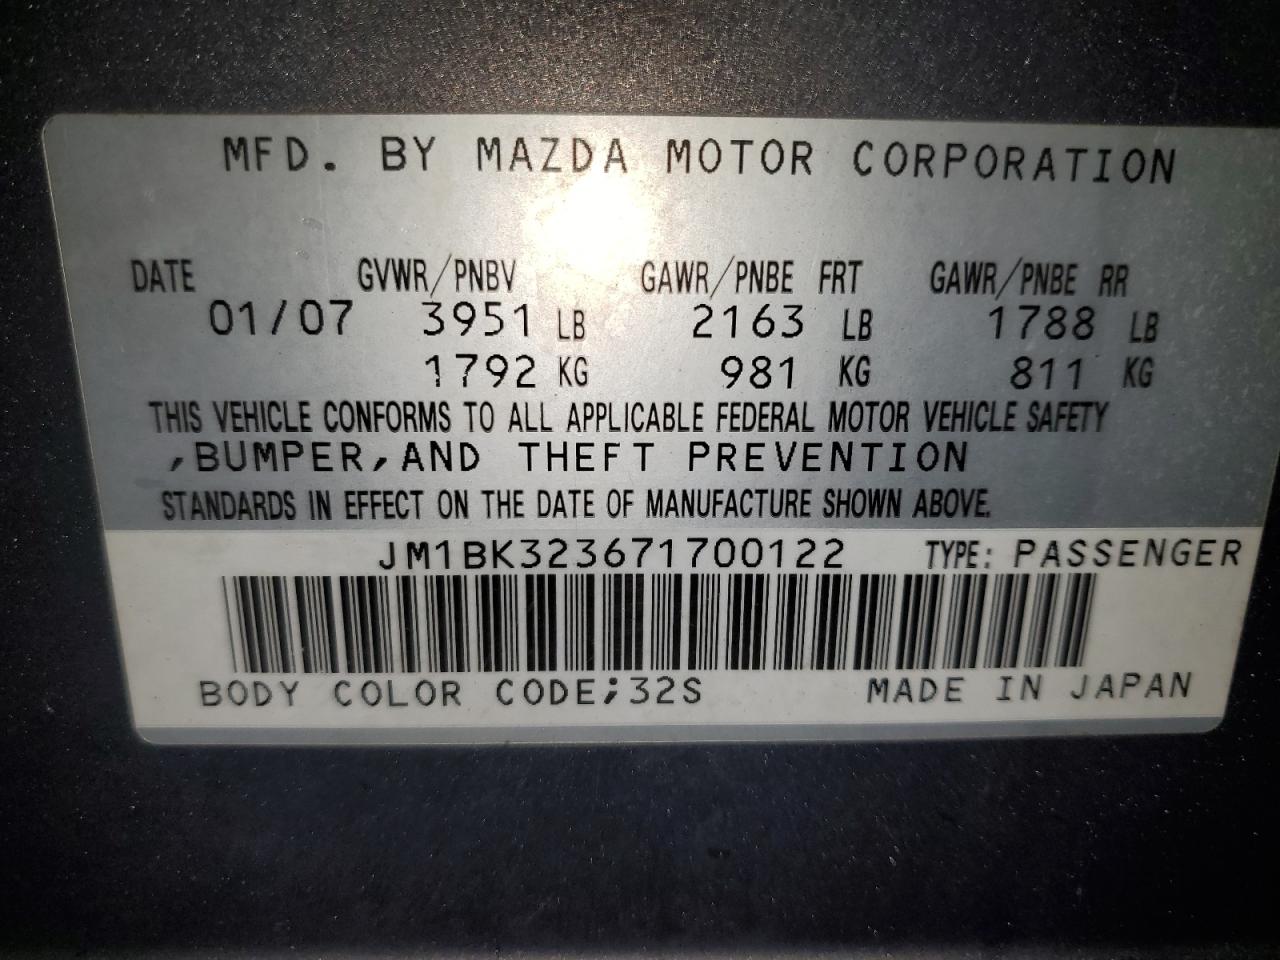 MFD. BY MAZDA MOTOR CORPORATION
DATE GVWR/PNBV GAWR/PNBE FRT GAWR/PNBE RR
01/07 3951 LB 2163 LB 1788 LB
1792 KG 981 KG 811 KG
THIS VEHICLE CONFORMS TO ALL APPLICABLE FEDERAL MOTOR VEHICLE SAFETY
,BUMPER,AND THEFT PREVENTION
STANDARDS IN EFFECT ON THE DATE OF MANUFACTURE SHOWN ABOVE.
JM1BK323671700122 TYPE: PASSENGER
BODY COLOR CODE;32S MADE IN JAPAN